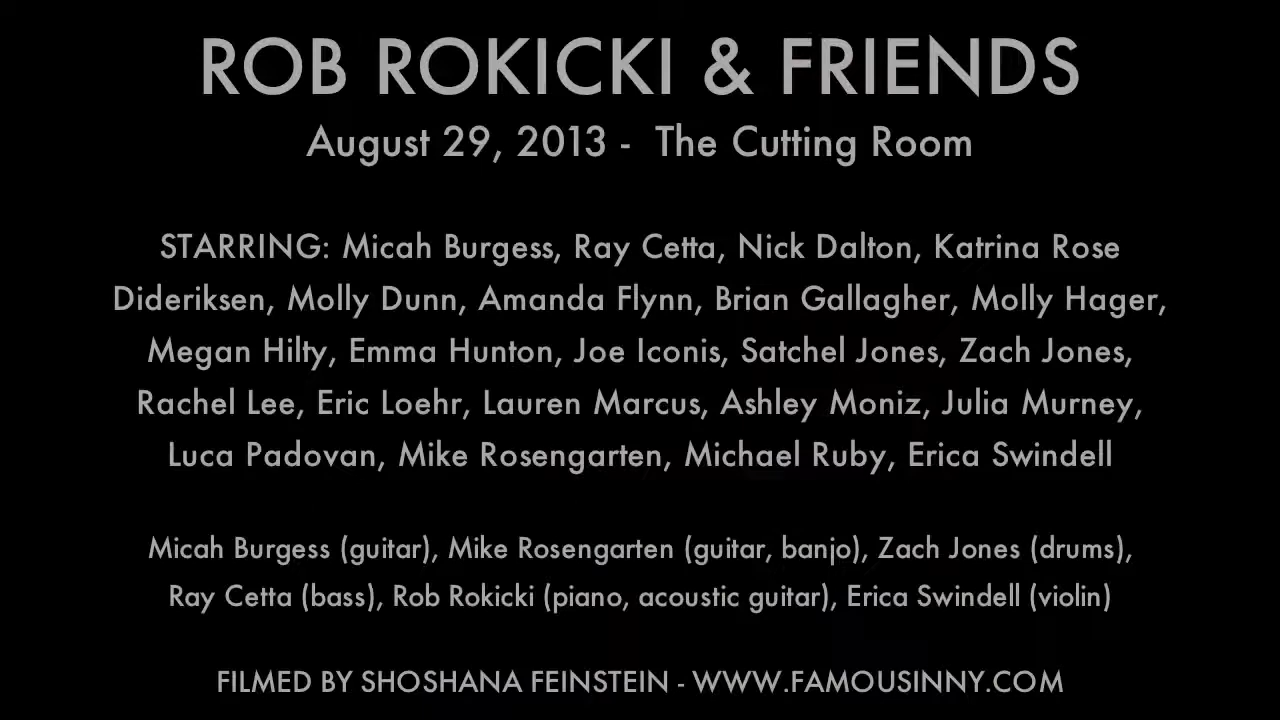 ROB ROKICKI & FRIENDS
August 29, 2013 - The Cutting Room
STARRING: Micah Burgess, Ray Cetta, Nick Dalton, Katrina Rose
Dideriksen, Molly Dunn, Amanda Flynn, Brian Gallagher, Molly Hager,
Megan Hilty, Emma Hunton, Joe Iconis, Satchel Jones, Zach Jones,
Rachel Lee, Eric Loehr, Lauren Marcus, Ashley Moniz, Julia Murney,
Luca Padovan, Mike Rosengarten, Michael Ruby, Erica Swindell
Micah Burgess (guitar), Mike Rosengarten (guitar, banjo), Zach Jones (drums),
Ray Cetta (bass), Rob Rokicki (piano, acoustic guitar), Erica Swindell (violin)
FILMED BY SHOSHANA FEINSTEIN - WWW.FAMOUSINNY.COM